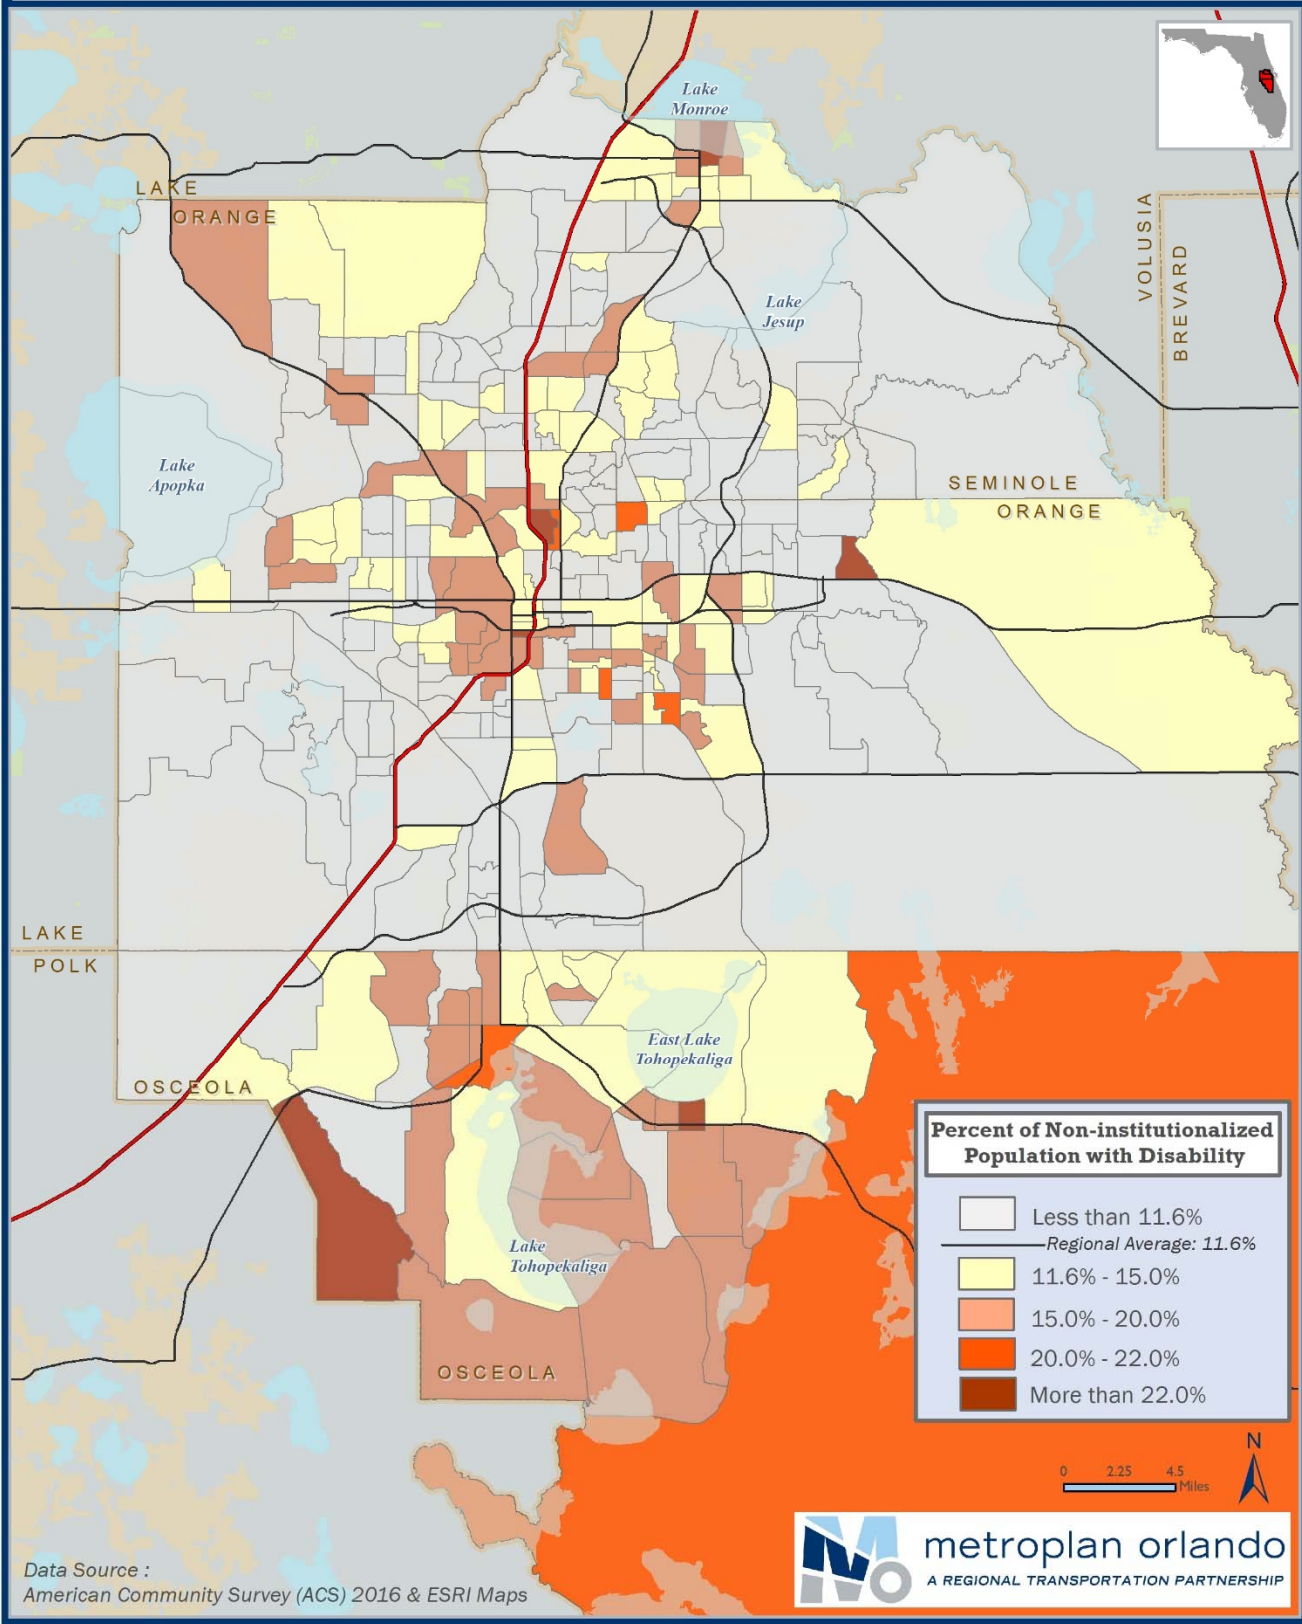 Lake
Monroe
LAKE
ORANGE
VOLUSIA
BREVARD
Lake
Jesup
Lake
Apopka
SEMINOLE
ORANGE
LAKE
POLK
East Lake
Tohopekaliga
OSCEOLA
Percent of Non-institutionalized
Population with Disability
Less than 11.6%
Regional Average: 11.6%
11.6% - 15.0%
15.0% - 20.0%
20.0% - 22.0%
More than 22.0%
Lake
Tohopekaliga
OSCEOLA
N
0 2.25 4.5
Miles
metroplan orlando
A REGIONAL TRANSPORTATION PARTNERSHIP
Data Source :
American Community Survey (ACS) 2016 & ESRI Maps